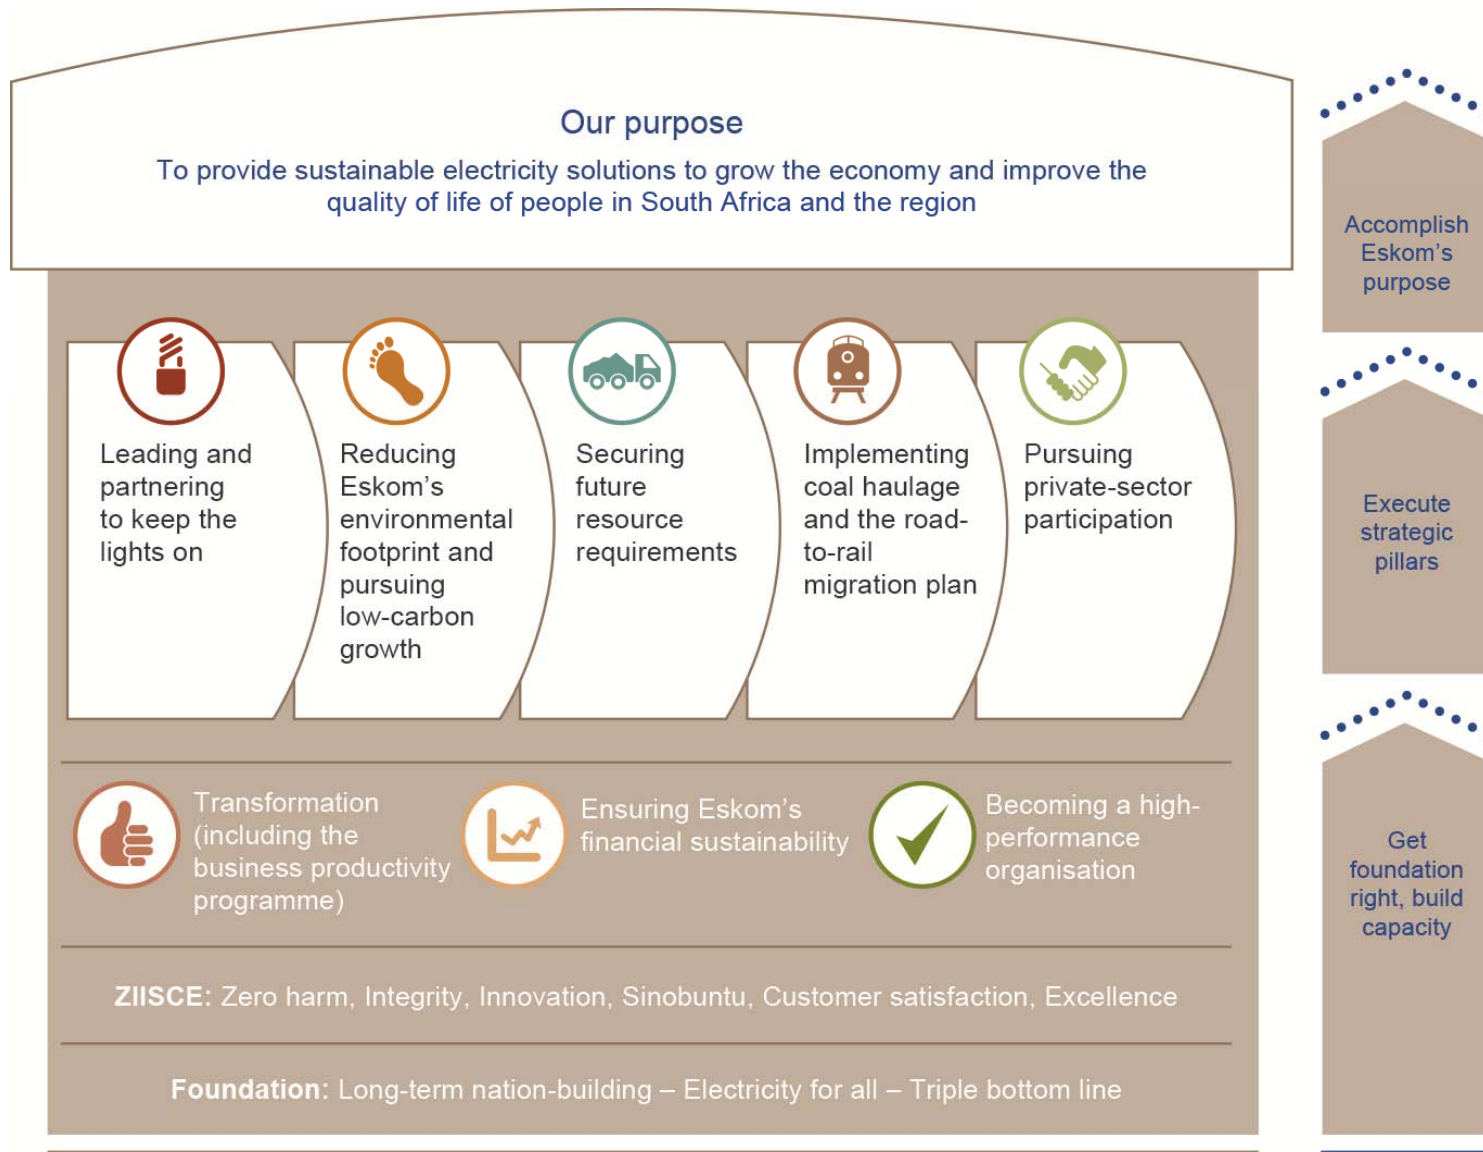 Our purpose
To provide sustainable electricity solutions to grow the economy and improve the
quality of life of people in South Africa and the region
Leading and
partnering
to keep the
lights on
Reducing
Eskom's
environmental
footprint and
pursuing
low-carbon
growth
Securing
future
resource
requirements
Implementing
coal haulage
and the road-
to-rail
migration plan
Pursuing
private-sector
participation
Transformation
(including the
business productivity
programme)
Ensuring Eskom's
financial sustainability
Becoming a high-
performance
organisation
ZIISCE: Zero harm, Integrity, Innovation, Sinobuntu, Customer satisfaction, Excellence
Foundation: Long-term nation-building – Electricity for all – Triple bottom line
Accomplish
Eskom's
purpose
Execute
strategic
pillars
Get
foundation
right, build
capacity